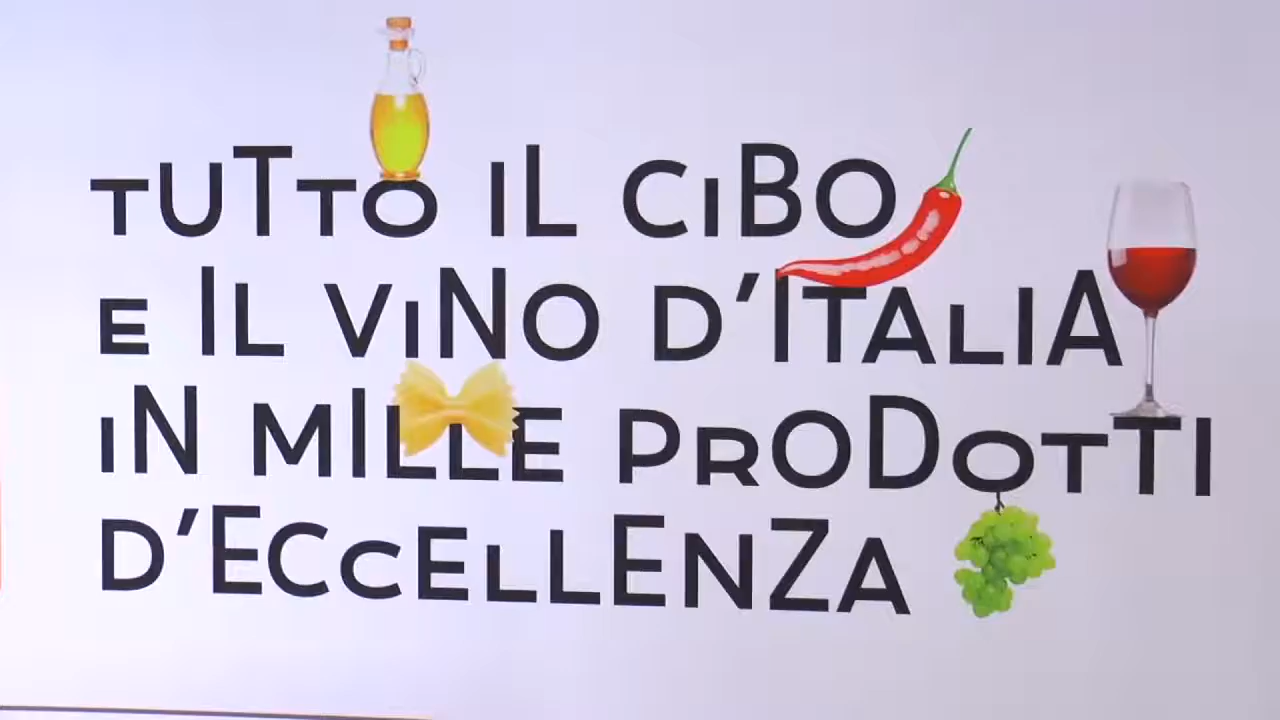 TUTTO IL CIBO
E IL VINO D'ITALIA
IN MILLE PRODOTTI
D'ECCELLENZA